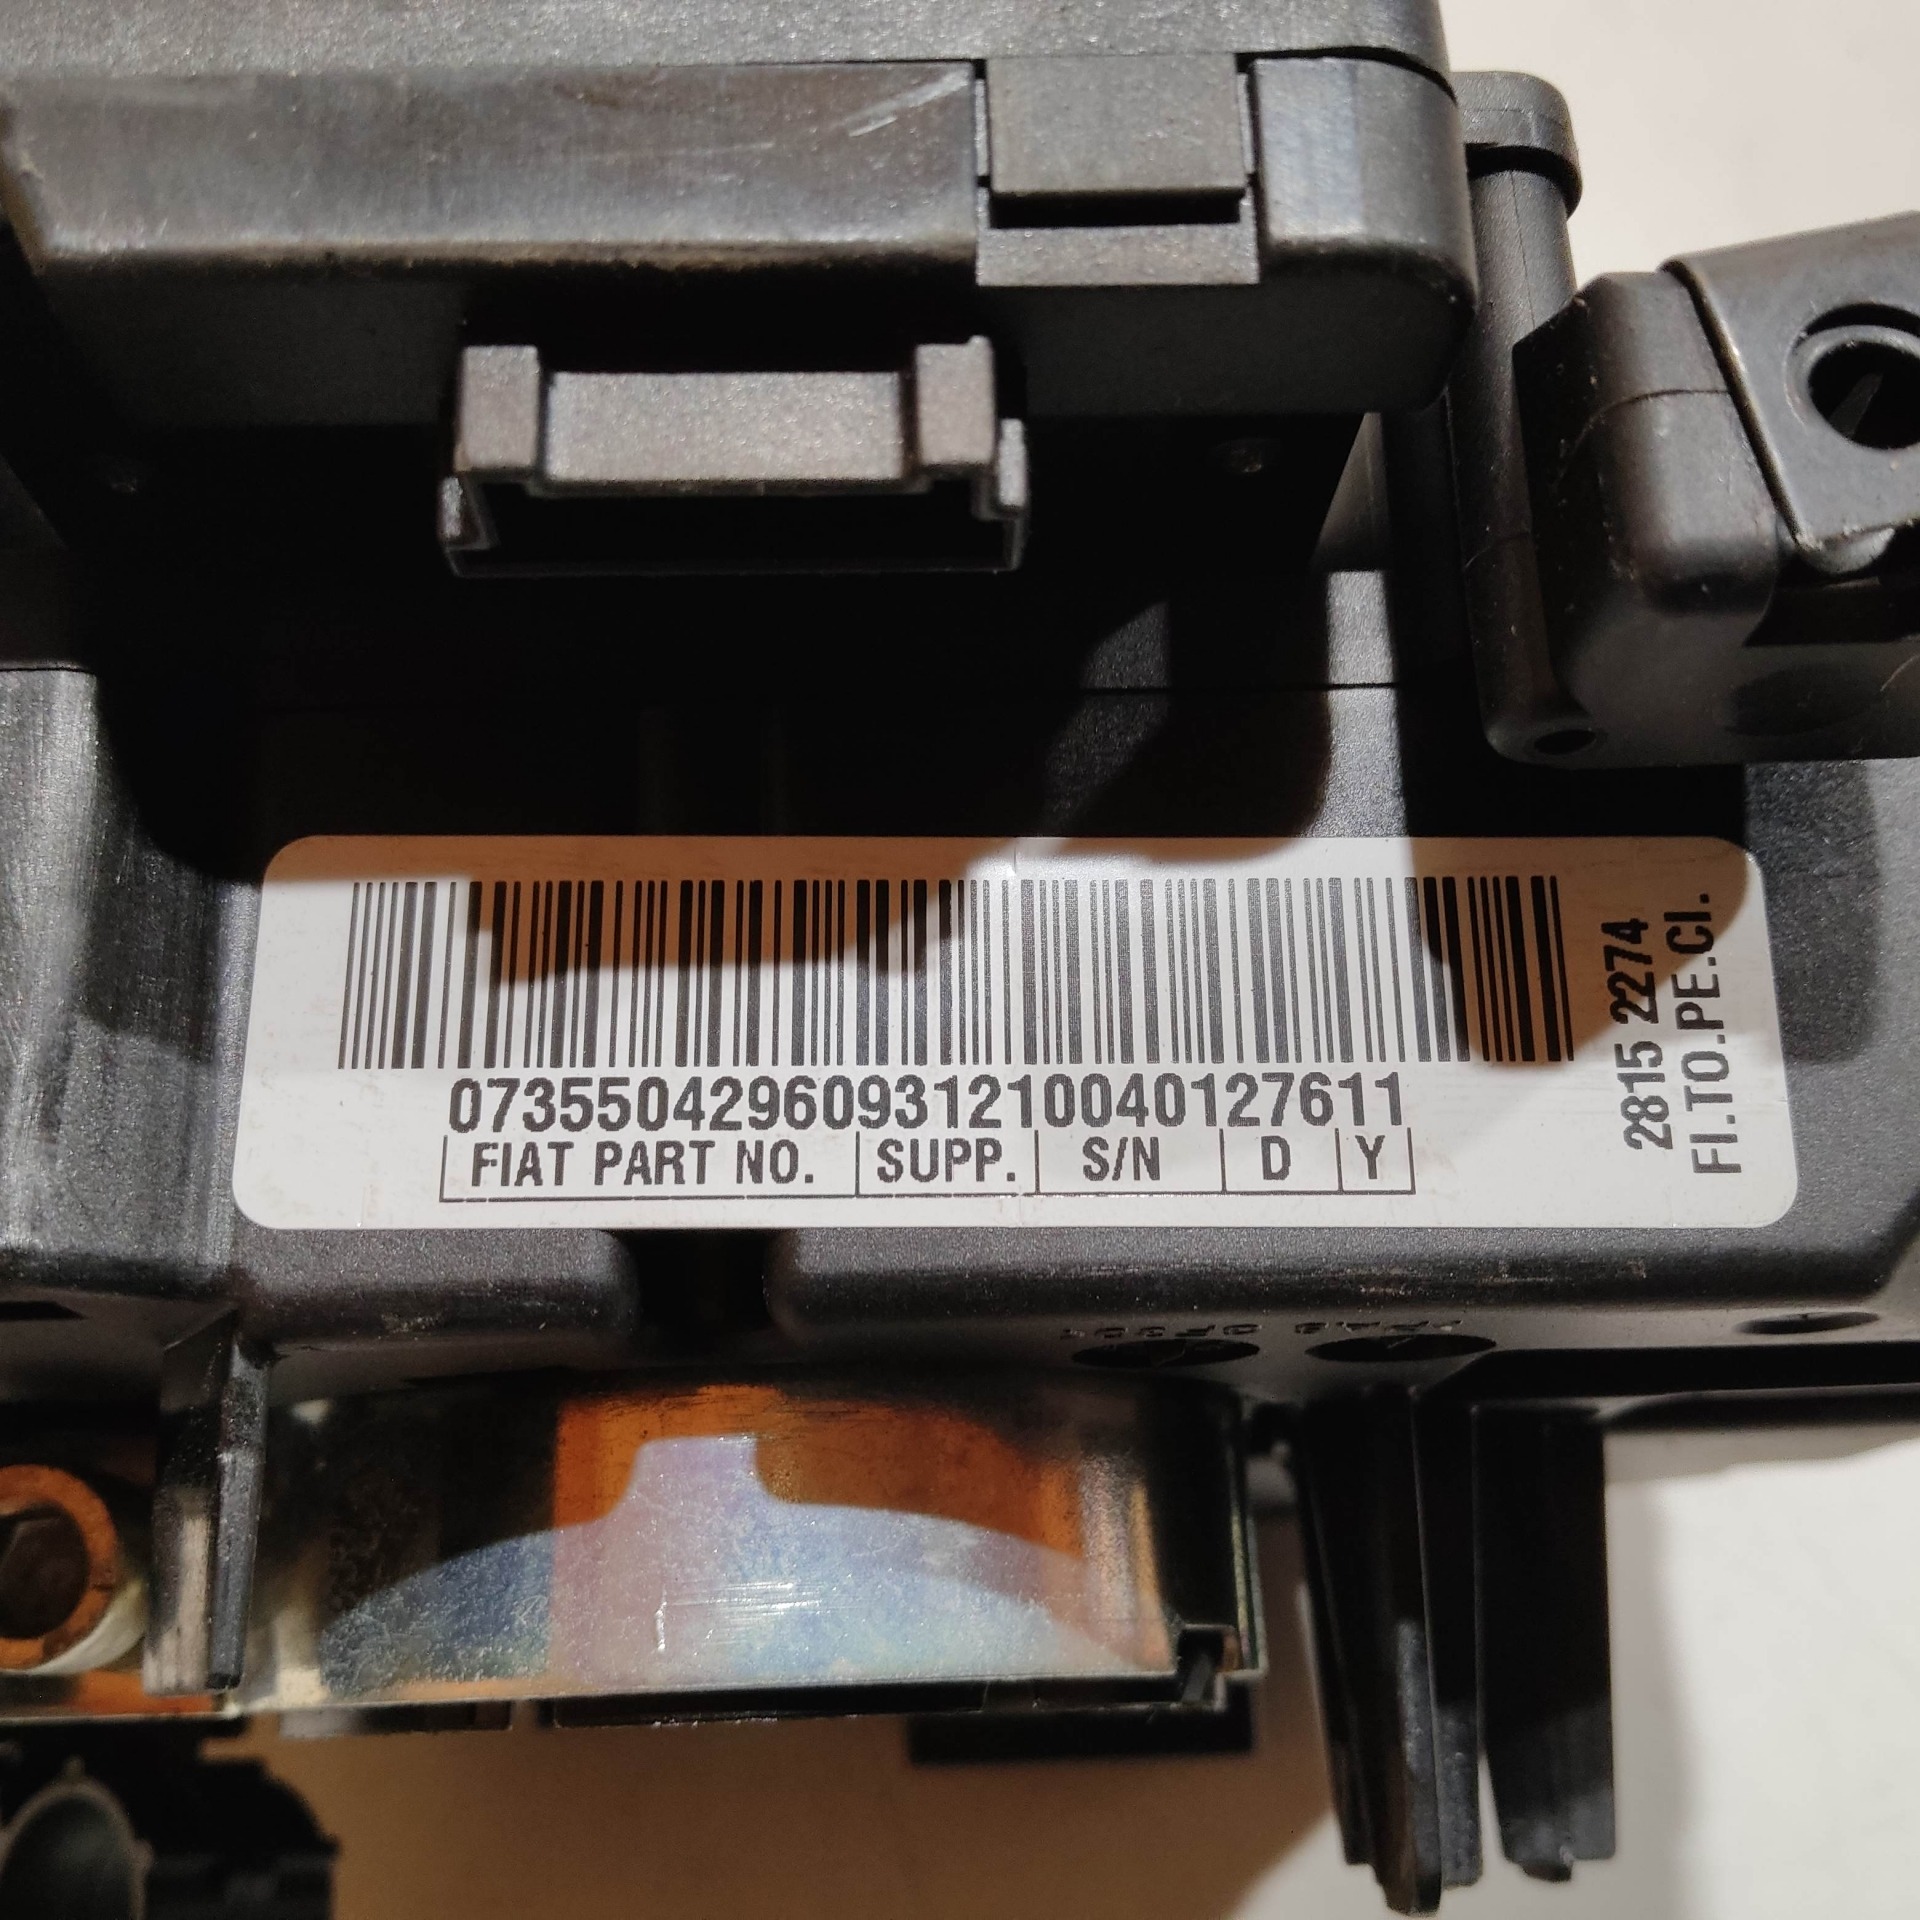 07355042960931210040127611
FIAT PART NO. SUPP. S/N D Y
2815 2274
FI.TO.PE.CI.